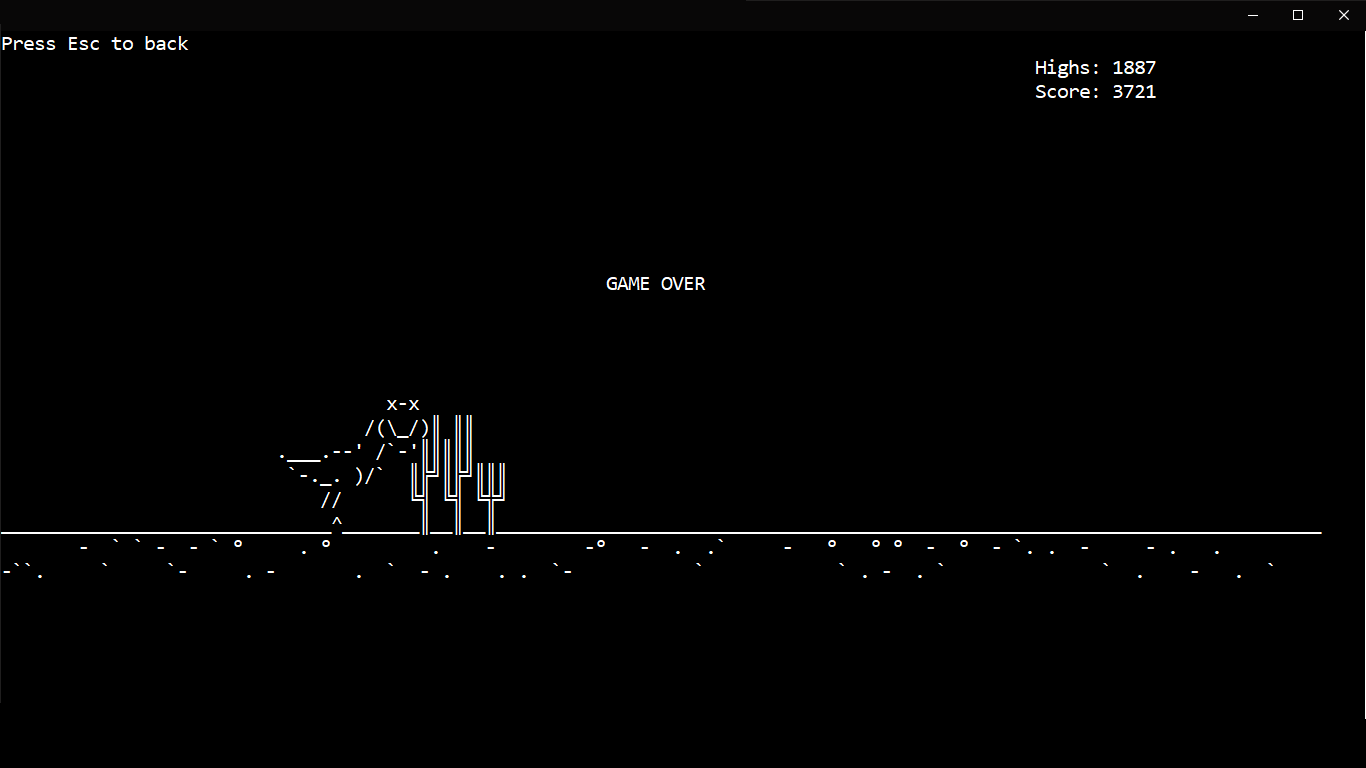 Press Esc to back
Highs: 1887
Score: 3721
GAME OVER